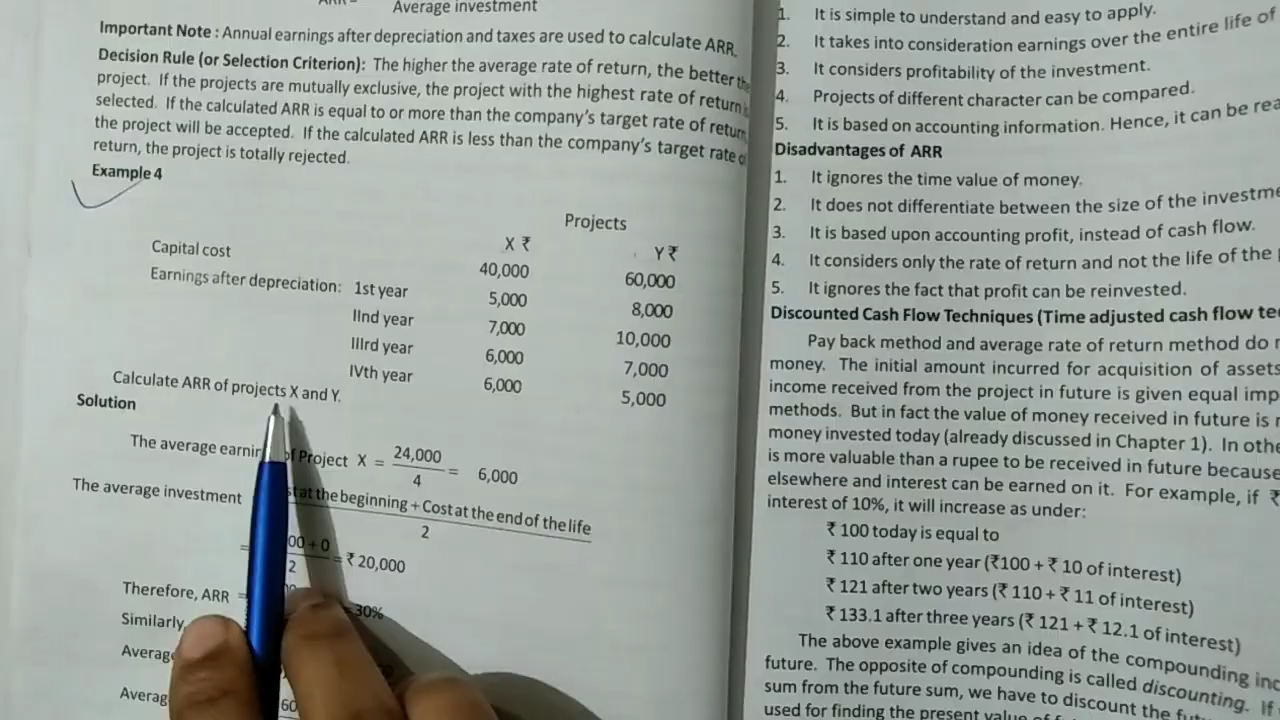 Average investment
Important Note : Annual earnings after depreciation and taxes are used to calculate ARR.
Decision Rule (or Selection Criterion): The higher the average rate of return, the better
project. If the projects are mutually exclusive, the project with the highest rate of return
selected. If the calculated ARR is equal to or more than the company's target rate of
the project will be accepted. If the calculated ARR is less than the company's target rate
return, the project is totally rejected.
Example 4
Projects
X ₹ Y ₹
Capital cost 40,000 60,000
Earnings after depreciation: 1st year 5,000 8,000
IInd year 7,000 10,000
IIIrd year 6,000 7,000
IVth year 6,000 5,000
Calculate ARR of projects X and Y.
Solution
The average of Project X = 24,000 / 4 = 6,000
The average investment at the beginning + Cost at the end of the life
2
= 00 + 0 / 2 = ₹ 20,000
Therefore, ARR = 30%
Similarly
1. It is simple to understand and easy to apply.
2. It takes into consideration earnings over the entire life of
3. It considers profitability of the investment.
4. Projects of different character can be compared.
5. It is based on accounting information. Hence, it can be
Disadvantages of ARR
1. It ignores the time value of money.
2. It does not differentiate between the size of the
3. It is based upon accounting profit, instead of cash flow.
4. It considers only the rate of return and not the life of the
5. It ignores the fact that profit can be reinvested.
Discounted Cash Flow Techniques (Time adjusted cash flow
Pay back method and average rate of return method do
money. The initial amount incurred for acquisition of assets
income received from the project in future is given equal
methods. But in fact the value of money received in future is
money invested today (already discussed in Chapter 1). In
is more valuable than a rupee to be received in future because
elsewhere and interest can be earned on it. For example, if ₹
interest of 10%, it will increase as under:
₹ 100 today is equal to
₹ 110 after one year (₹100 + ₹ 10 of interest)
₹ 121 after two years (₹ 110 + ₹ 11 of interest)
₹ 133.1 after three years (₹ 121 + ₹ 12.1 of interest)
The above example gives an idea of the compounding
future. The opposite of compounding is called discounting. If
sum from the future sum, we have to discount the
used for finding the present value of